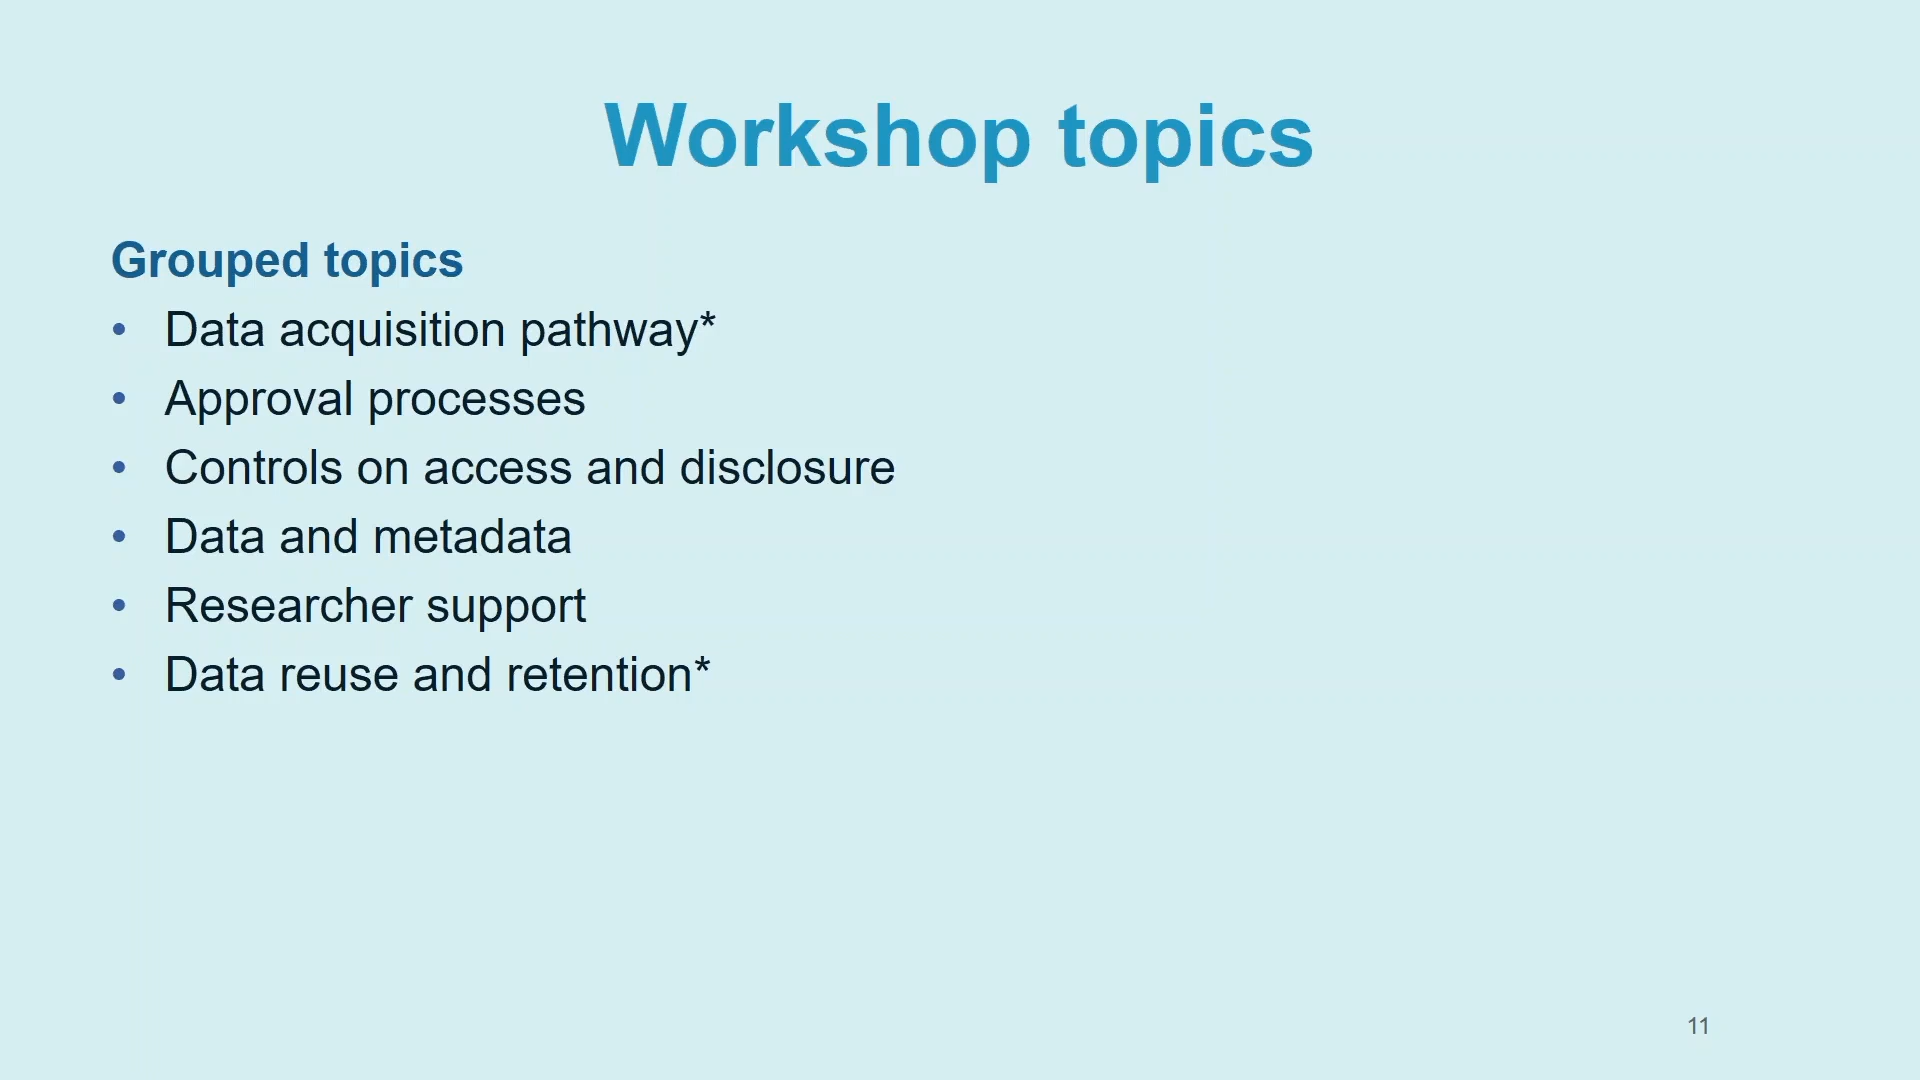 Workshop topics
Grouped topics
• Data acquisition pathway*
• Approval processes
• Controls on access and disclosure
• Data and metadata
• Researcher support
• Data reuse and retention*
11